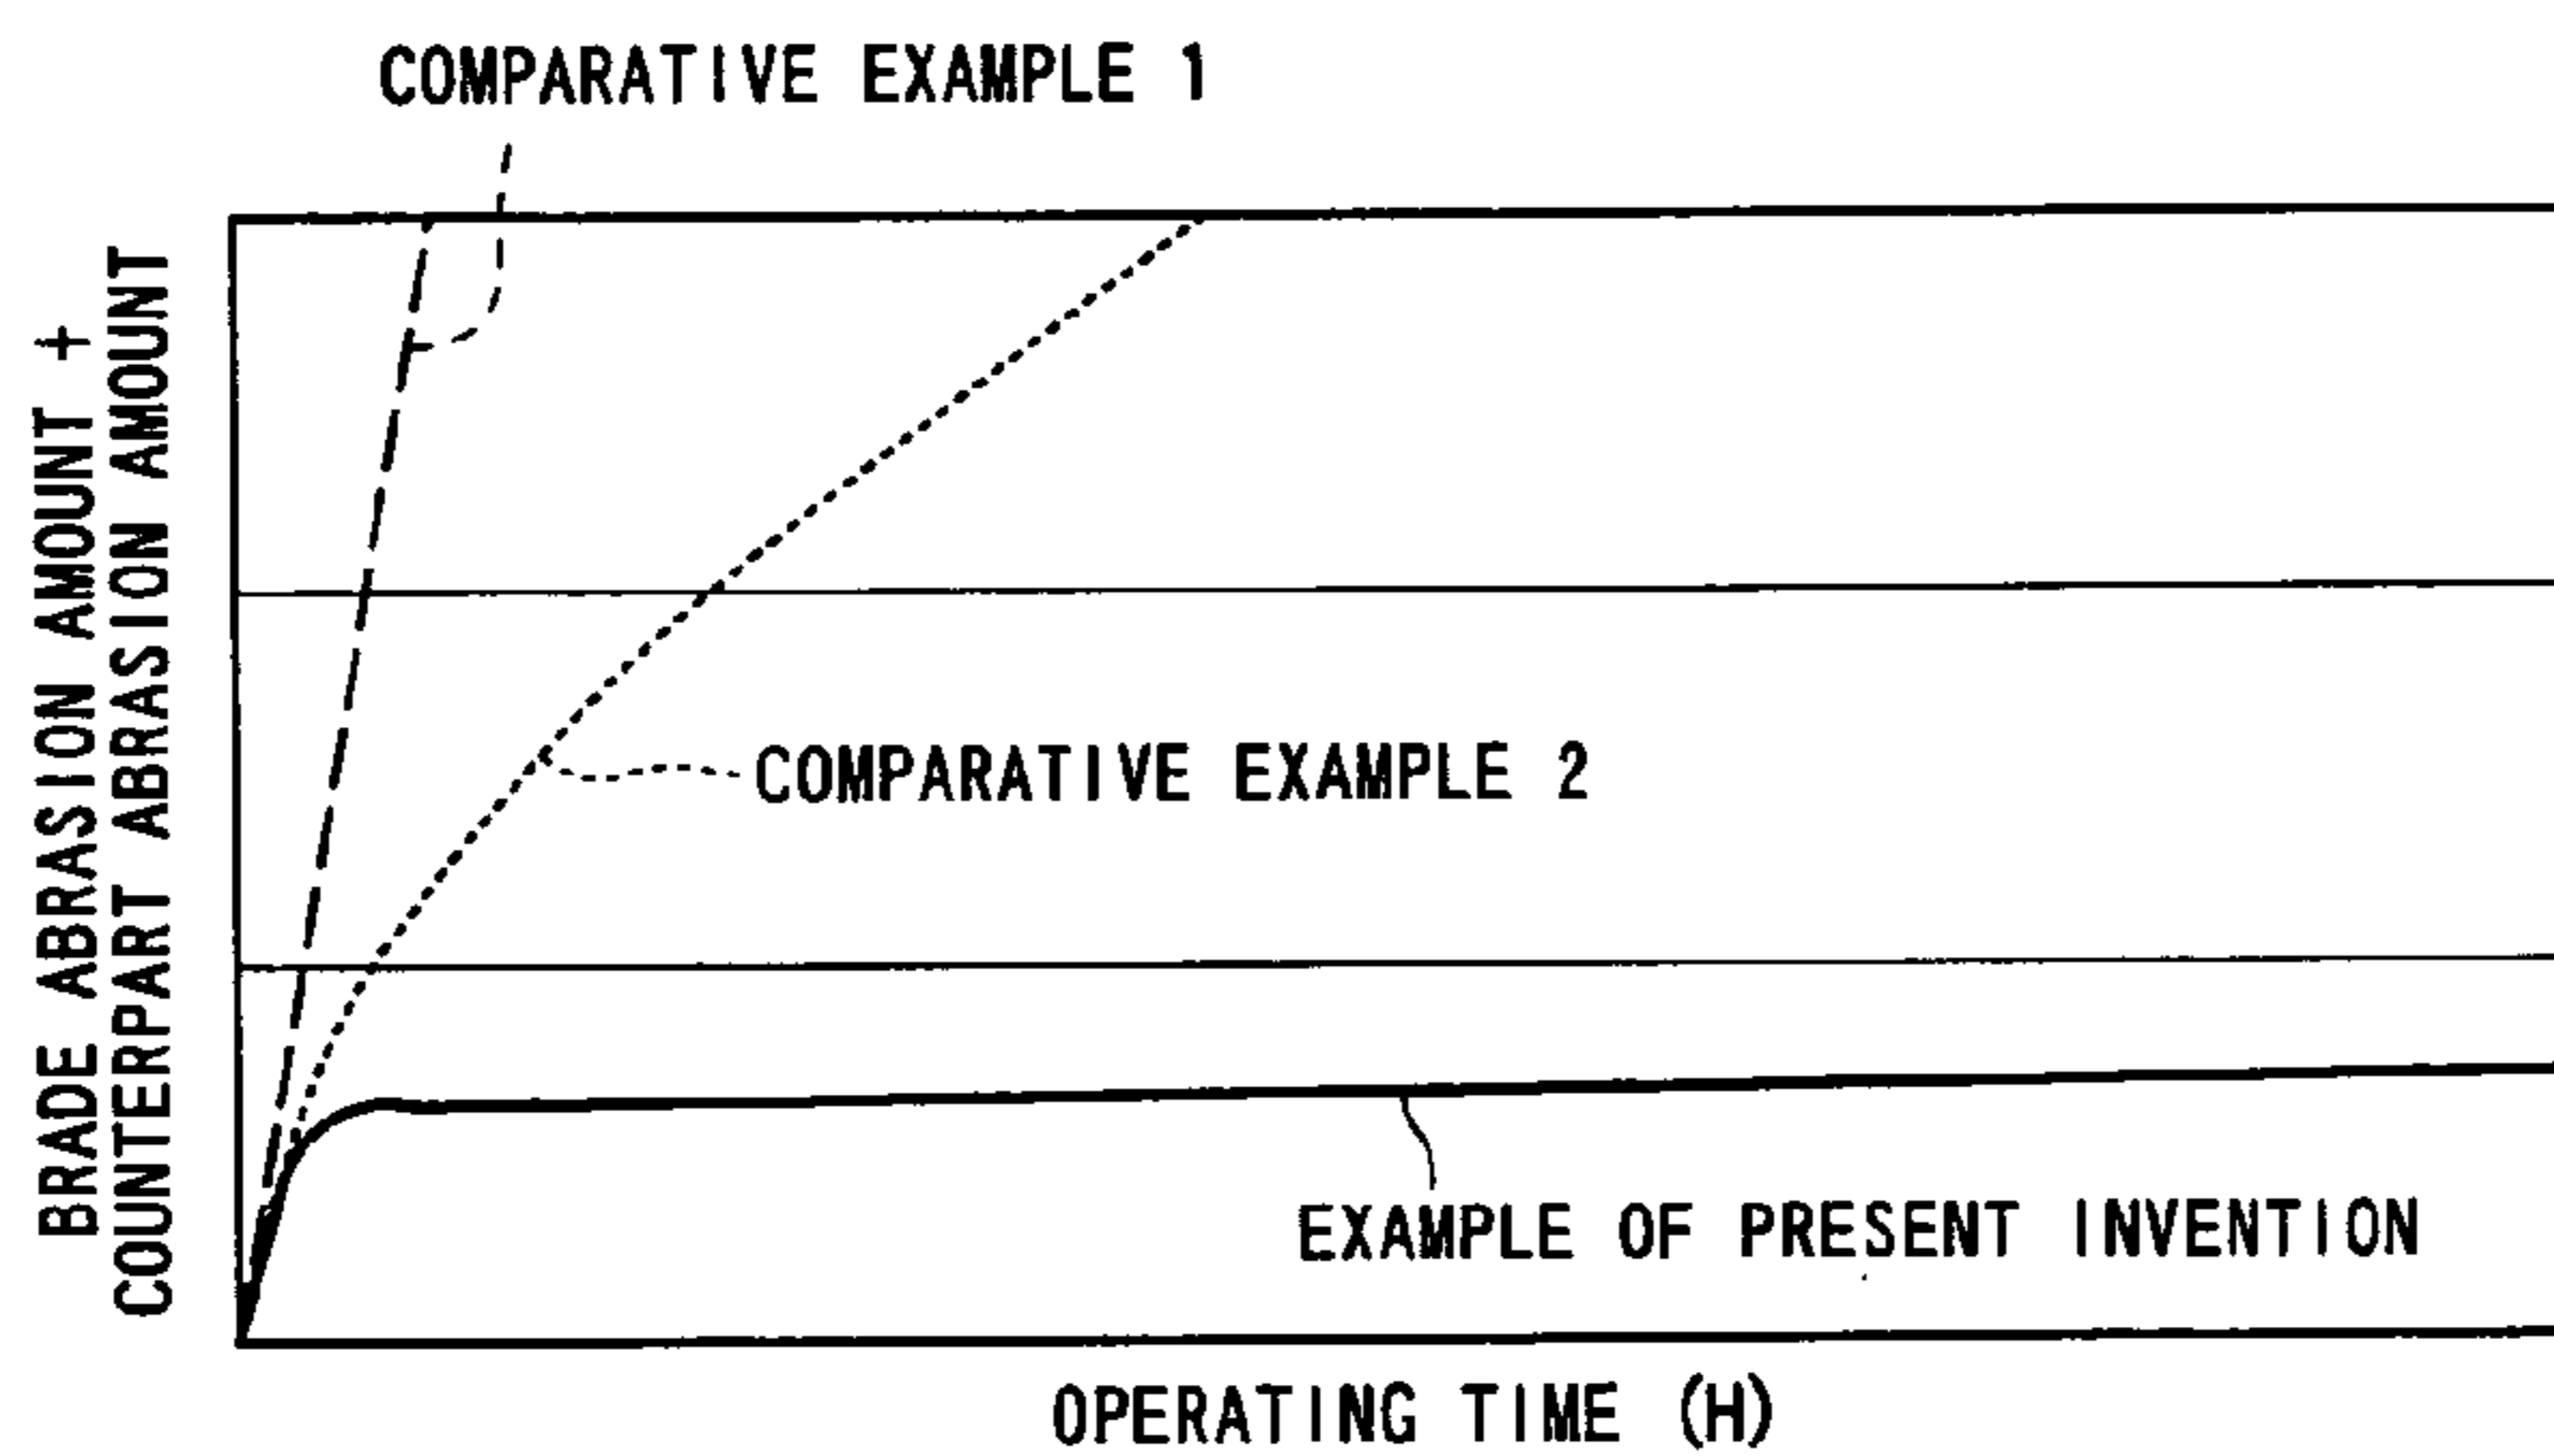 COMPARATIVE EXAMPLE 1
BRADE ABRASION AMOUNT +
COUNTERPART ABRASION AMOUNT
COMPARATIVE EXAMPLE 2
EXAMPLE OF PRESENT INVENTION
OPERATING TIME (H)